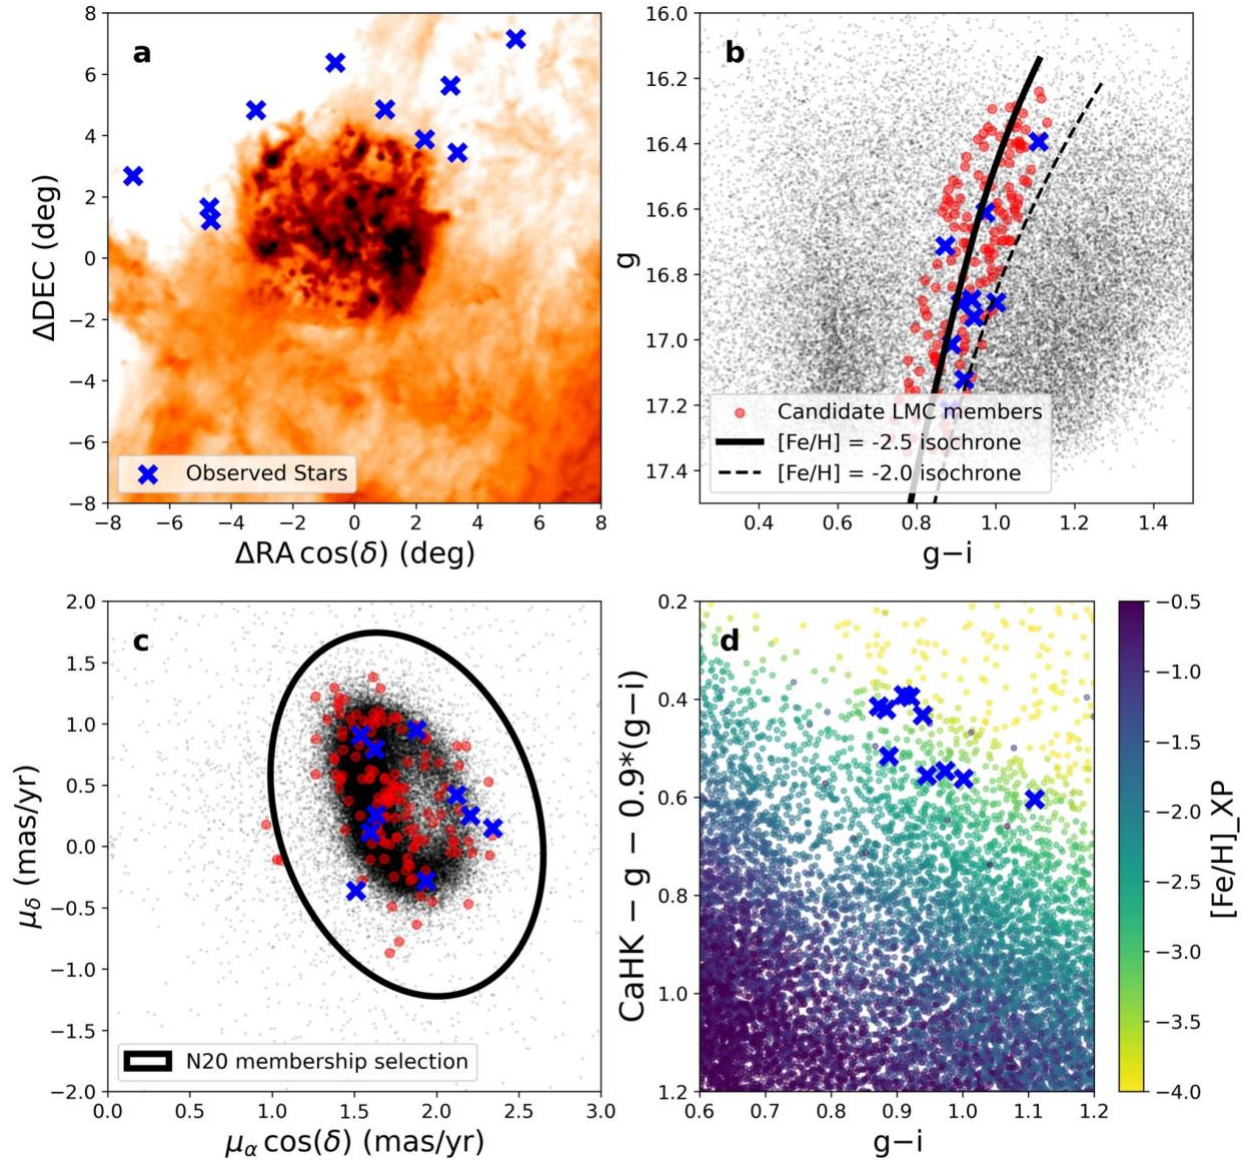 a
8
6
4
2
0
−2
−4
−6
−8
ΔDEC (deg)
Observed Stars
−8 −6 −4 −2 0 2 4 6 8
ΔRA cos(δ) (deg)
b
16.0
16.2
16.4
16.6
16.8
17.0
17.2
17.4
g
Candidate LMC members
[Fe/H] = -2.5 isochrone
[Fe/H] = -2.0 isochrone
0.4 0.6 0.8 1.0 1.2 1.4
g−i
c
2.0
1.5
1.0
0.5
0.0
−0.5
−1.0
−1.5
−2.0
μδ (mas/yr)
N20 membership selection
0.0 0.5 1.0 1.5 2.0 2.5 3.0
μα cos(δ) (mas/yr)
d
0.2
0.4
0.6
0.8
1.0
1.2
CaHK − g − 0.9*(g−i)
0.6 0.7 0.8 0.9 1.0 1.1 1.2
g−i
−0.5
−1.0
−1.5
−2.0
−2.5
−3.0
−3.5
−4.0
[Fe/H]_XP